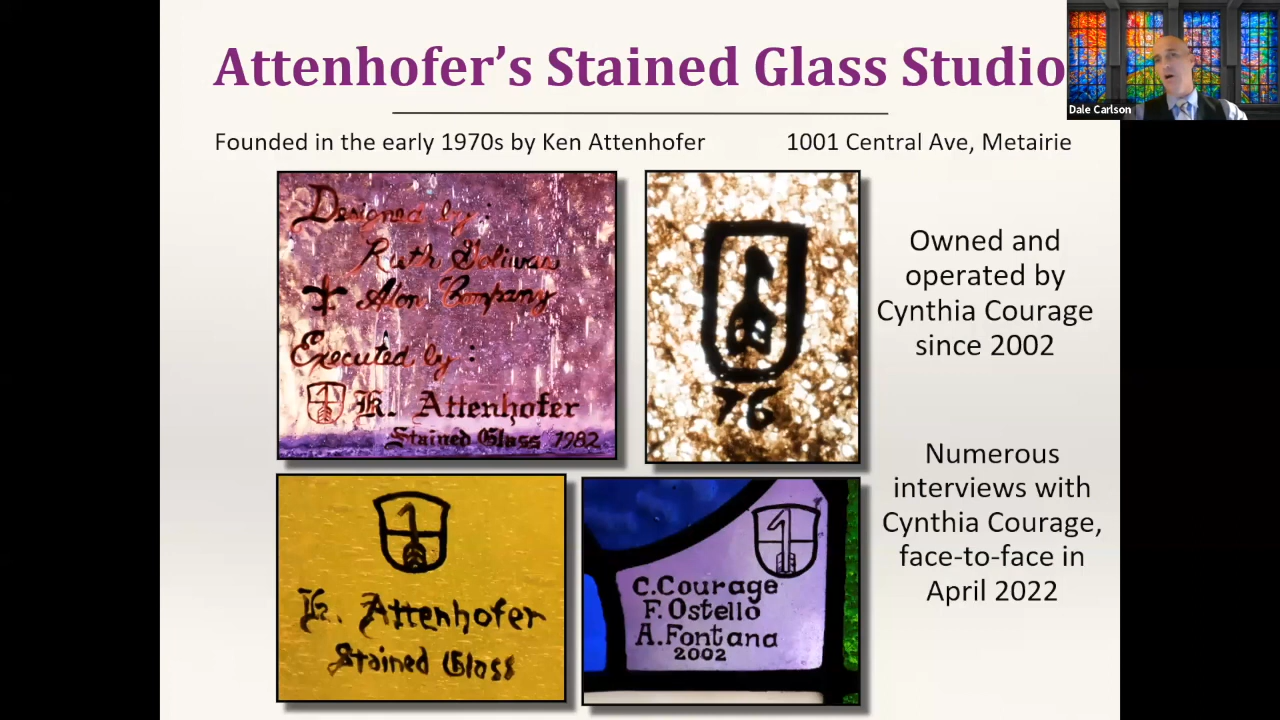 Attenhofer’s Stained Glass Studio
Dale Carlson
Founded in the early 1970s by Ken Attenhofer
1001 Central Ave, Metairie
Designed by:
Ruth Goliwas
Alon Company
Executed by:
K. Attenhofer
Stained Glass 1982
76
Owned and
operated by
Cynthia Courage
since 2002
Numerous
interviews with
Cynthia Courage,
face-to-face in
April 2022
K. Attenhofer
Stained Glass
C.Courage
F.Ostello
A.Fontana
2002